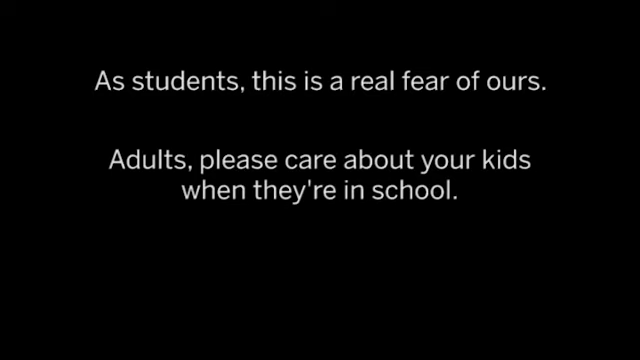 As students, this is a real fear of ours.
Adults, please care about your kids
when they're in school.